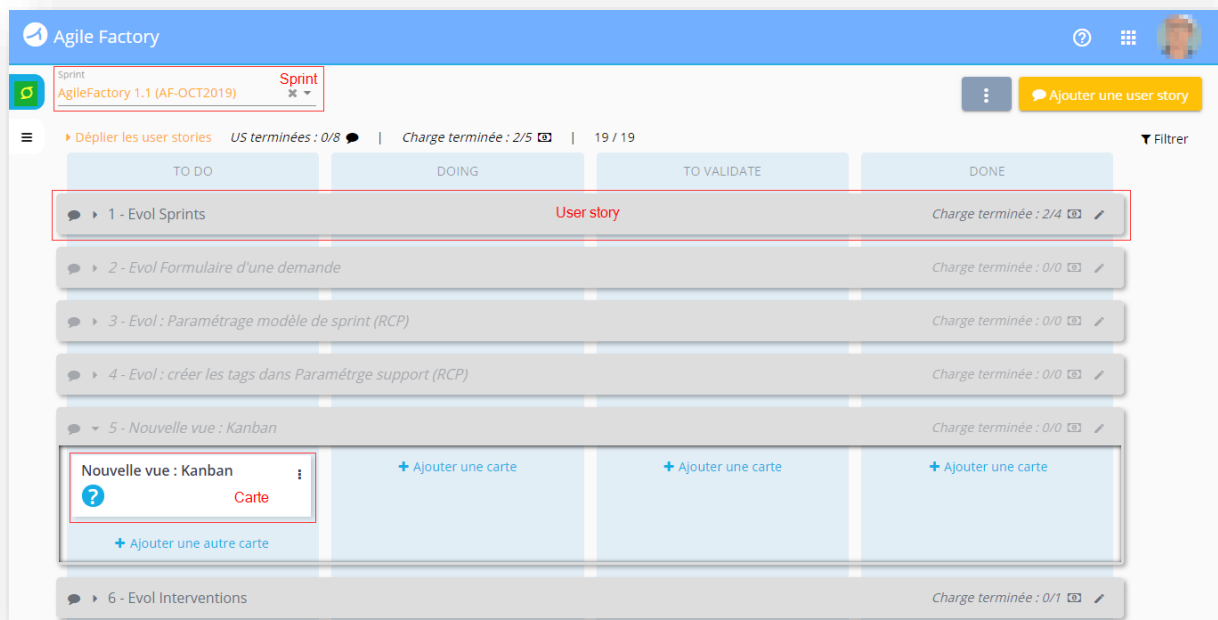 Agile Factory
Sprint
Sprint
AgileFactory 1.1 (AF-OCT2019)
Ajouter une user story
Déplier les user stories US terminées : 0/8 | Charge terminée : 2/5 | 19 / 19
Filtrer
TO DO DOING TO VALIDATE DONE
1 - Evol Sprints User story Charge terminée : 2/4
2 - Evol Formulaire d'une demande Charge terminée : 0/0
3 - Evol : Paramétrage modèle de sprint (RCP) Charge terminée : 0/0
4 - Evol : créer les tags dans Paramétrge support (RCP) Charge terminée : 0/0
5 - Nouvelle vue : Kanban Charge terminée : 0/0
Nouvelle vue : Kanban
Carte
+ Ajouter une carte + Ajouter une carte + Ajouter une carte
+ Ajouter une autre carte
6 - Evol Interventions Charge terminée : 0/1